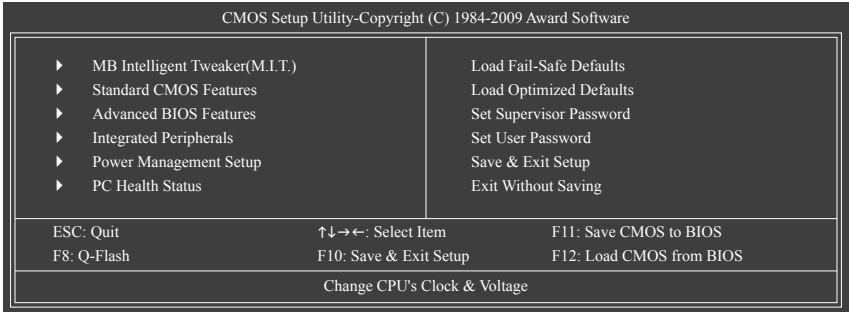 CMOS Setup Utility-Copyright (C) 1984-2009 Award Software
MB Intelligent Tweaker(M.I.T.)
Standard CMOS Features
Advanced BIOS Features
Integrated Peripherals
Power Management Setup
PC Health Status
Load Fail-Safe Defaults
Load Optimized Defaults
Set Supervisor Password
Set User Password
Save & Exit Setup
Exit Without Saving
ESC: Quit
↑↓→←: Select Item
F11: Save CMOS to BIOS
F8: Q-Flash
F10: Save & Exit Setup
F12: Load CMOS from BIOS
Change CPU's Clock & Voltage